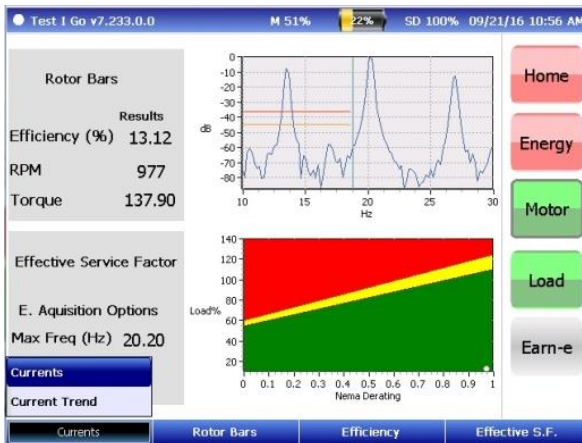 Test I Go v7.233.0.0 M 51% 22% SD 100% 09/21/16 10:56 AM
Rotor Bars
Results
Efficiency (%) 13.12
RPM 977
Torque 137.90
0
-10
-20
-30
-40
-50
-60
-70
-80
dB
10 15 20 25 30
Hz
Effective Service Factor
E. Aquisition Options
Max Freq (Hz) 20.20
140
120
100
80
60
40
20
Load%
0 0.1 0.2 0.3 0.4 0.5 0.6 0.7 0.8 0.9 1
Nema Derating
Home
Energy
Motor
Load
Earn-e
Currents
Current Trend
Currents Rotor Bars Efficiency Effective S.F.